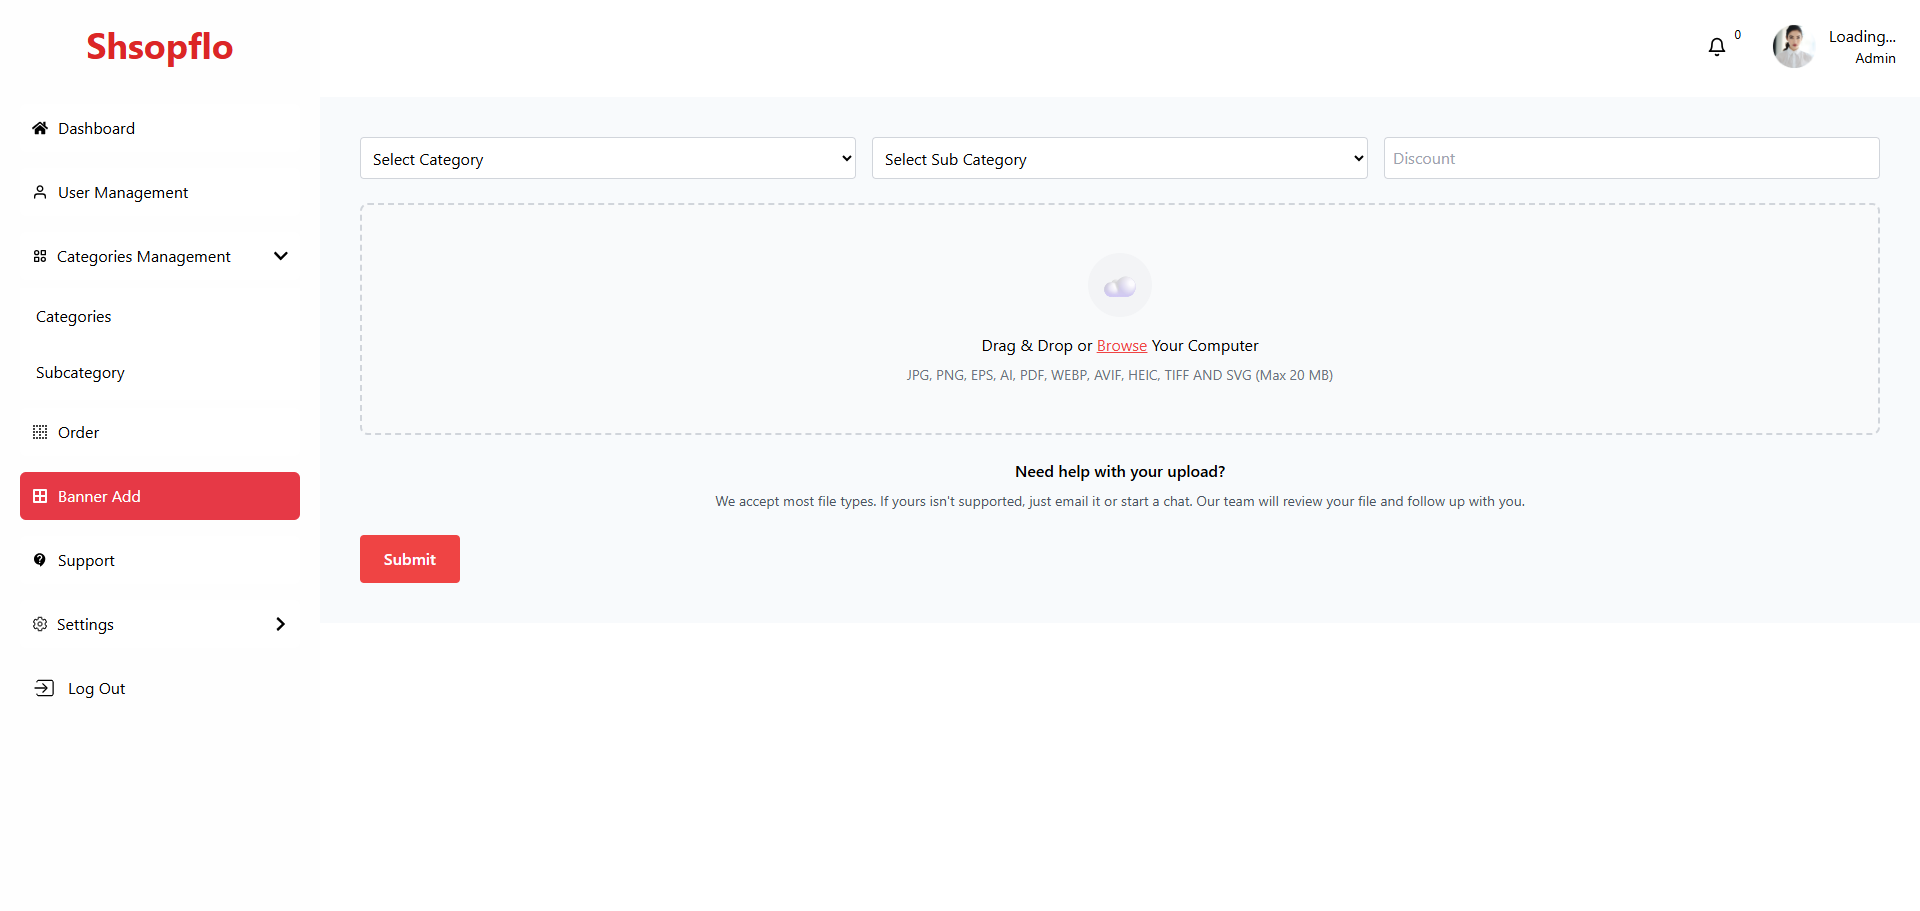 Shsopflo
0
Loading...
Admin
Dashboard
User Management
Categories Management
Categories
Subcategory
Order
Banner Add
Support
Settings
Log Out
Select Category
Select Sub Category
Discount
Drag & Drop or Browse Your Computer
JPG, PNG, EPS, AI, PDF, WEBP, AVIF, HEIC, TIFF AND SVG (Max 20 MB)
Need help with your upload?
We accept most file types. If yours isn't supported, just email it or start a chat. Our team will review your file and follow up with you.
Submit